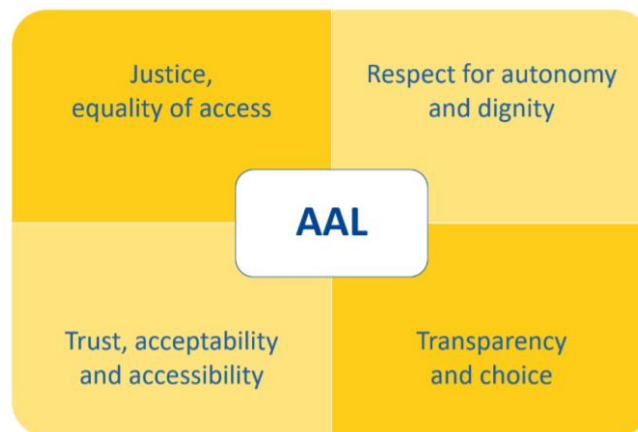 Justice,
equality of access
Respect for autonomy
and dignity
AAL
Trust, acceptability
and accessibility
Transparency
and choice